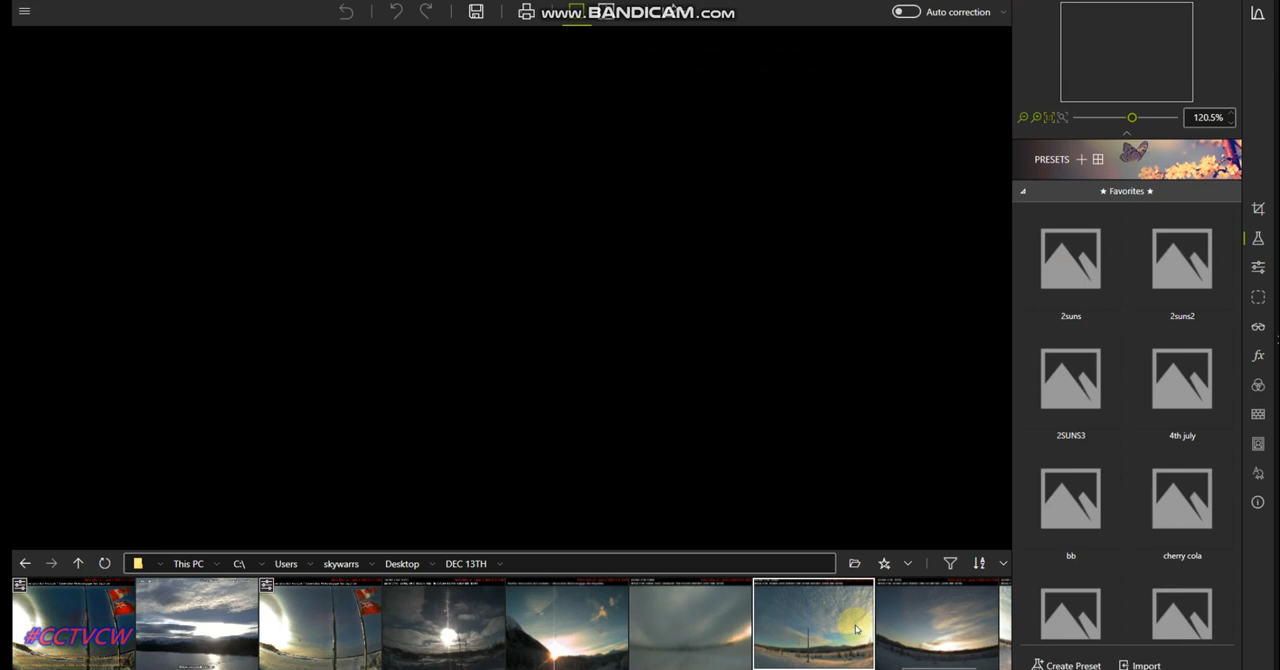 www.BANDICAM.com
Auto correction
120.5%
PRESETS
★ Favorites ★
2suns
2suns2
2SUNS3
4th july
bb
cherry cola
This PC
C:\
Users
skywarrs
Desktop
DEC 13TH
#CCTVCW
Create Preset
Import